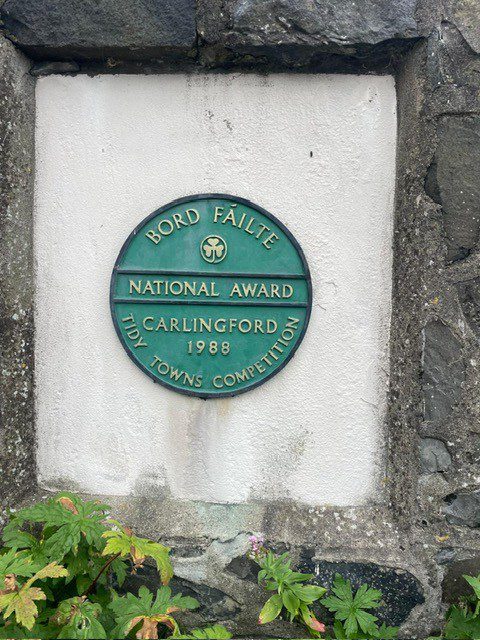 BORD FÁILTE
NATIONAL AWARD
CARLINGFORD
1988
TIDY TOWNS COMPETITION